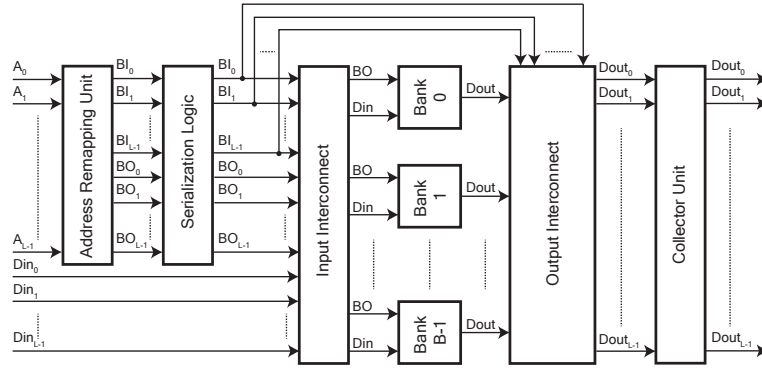 A0
A1
AL-1
Din0
Din1
DinL-1
Address Remapping Unit
BI0
BI1
BIL-1
BO0
BO1
BOL-1
Serialization Logic
BI0
BI1
BIL-1
BO0
BO1
BOL-1
Input Interconnect
BO
Din
Bank 0
Dout
BO
Din
Bank 1
Dout
BO
Din
Bank B-1
Dout
Output Interconnect
Dout0
Dout1
DoutL-1
Collector Unit
Dout0
Dout1
DoutL-1